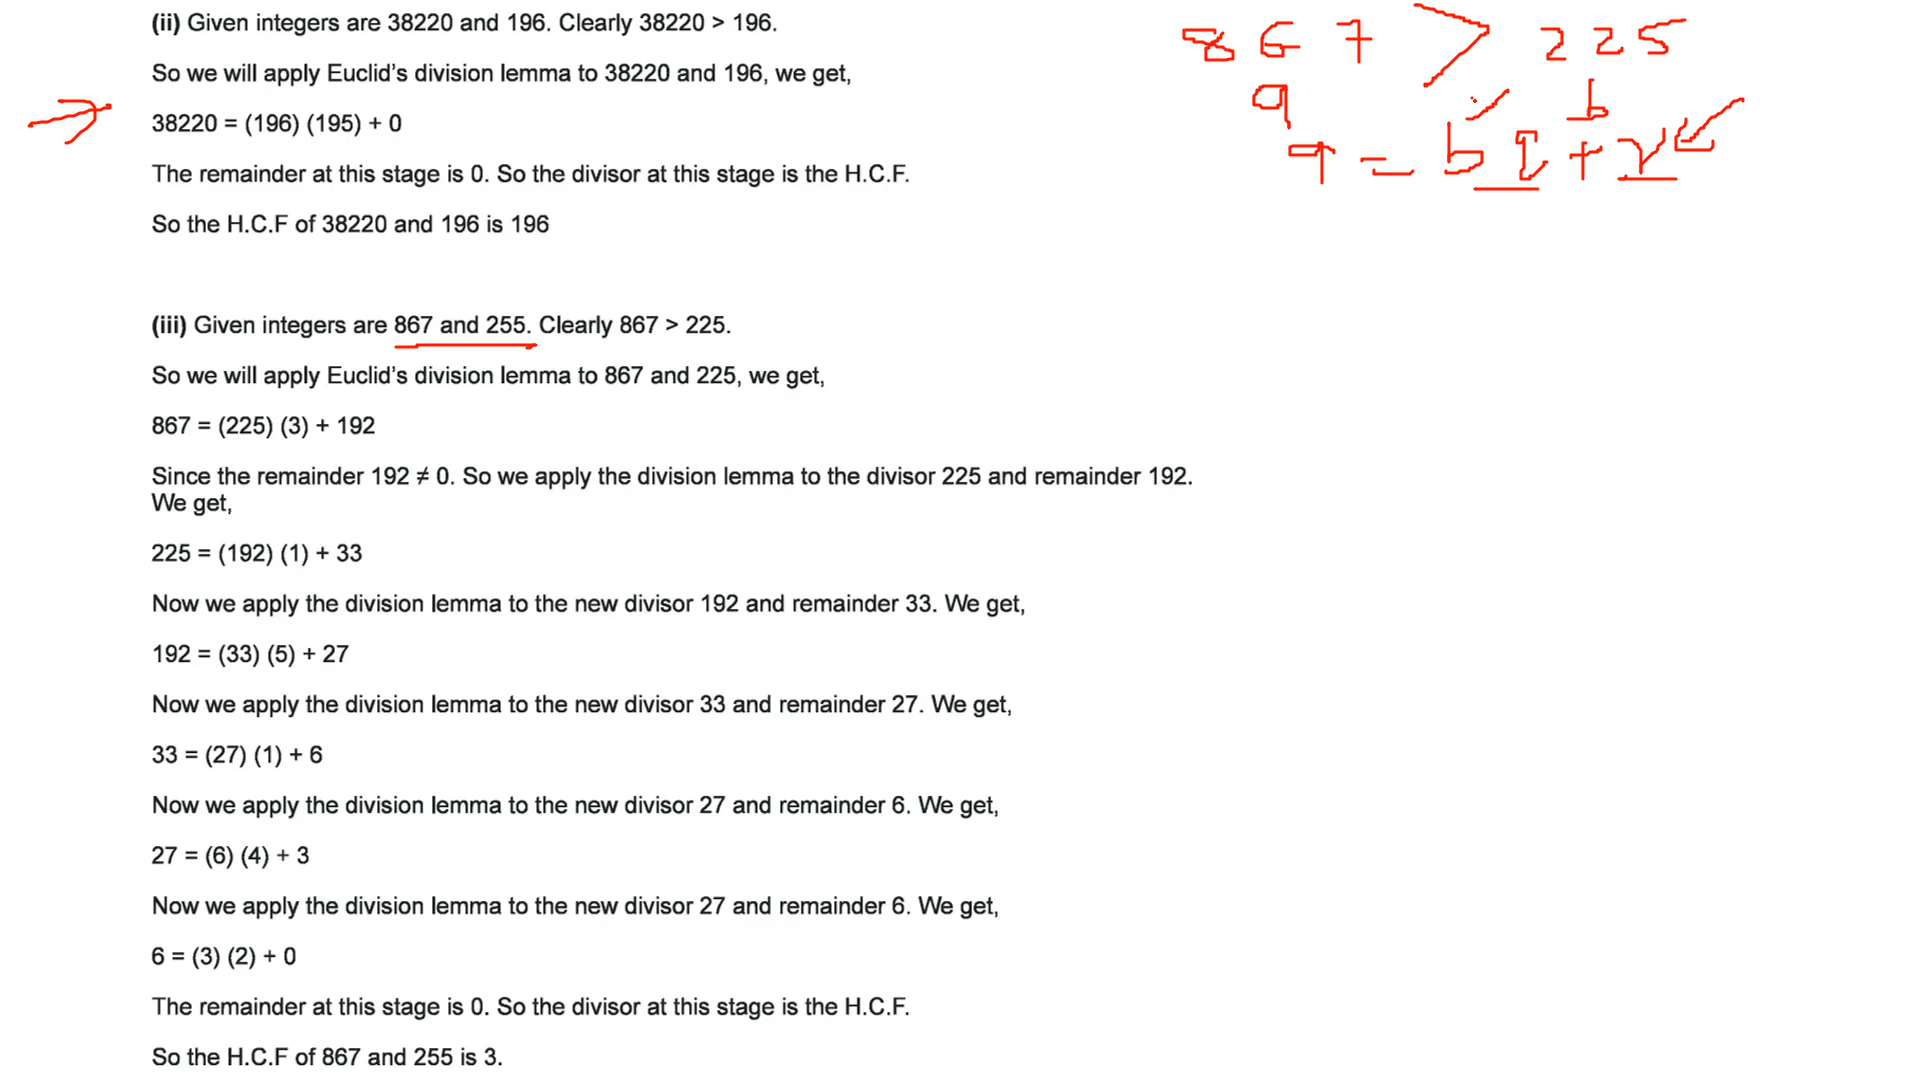 (ii) Given integers are 38220 and 196. Clearly 38220 > 196.
So we will apply Euclid’s division lemma to 38220 and 196, we get,
38220 = (196) (195) + 0
The remainder at this stage is 0. So the divisor at this stage is the H.C.F.
So the H.C.F of 38220 and 196 is 196
867 > 225
a b
a = bq + r
(iii) Given integers are 867 and 255. Clearly 867 > 225.
So we will apply Euclid’s division lemma to 867 and 225, we get,
867 = (225) (3) + 192
Since the remainder 192 ≠ 0. So we apply the division lemma to the divisor 225 and remainder 192.
We get,
225 = (192) (1) + 33
Now we apply the division lemma to the new divisor 192 and remainder 33. We get,
192 = (33) (5) + 27
Now we apply the division lemma to the new divisor 33 and remainder 27. We get,
33 = (27) (1) + 6
Now we apply the division lemma to the new divisor 27 and remainder 6. We get,
27 = (6) (4) + 3
Now we apply the division lemma to the new divisor 27 and remainder 6. We get,
6 = (3) (2) + 0
The remainder at this stage is 0. So the divisor at this stage is the H.C.F.
So the H.C.F of 867 and 255 is 3.